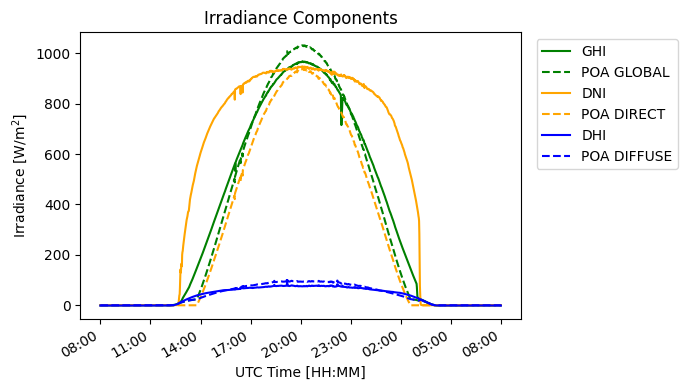 Irradiance Components
Irradiance [W/m²]
1000
800
600
400
200
0
08:00
11:00
14:00
17:00
20:00
23:00
02:00
05:00
08:00
UTC Time [HH:MM]
GHI
POA GLOBAL
DNI
POA DIRECT
DHI
POA DIFFUSE